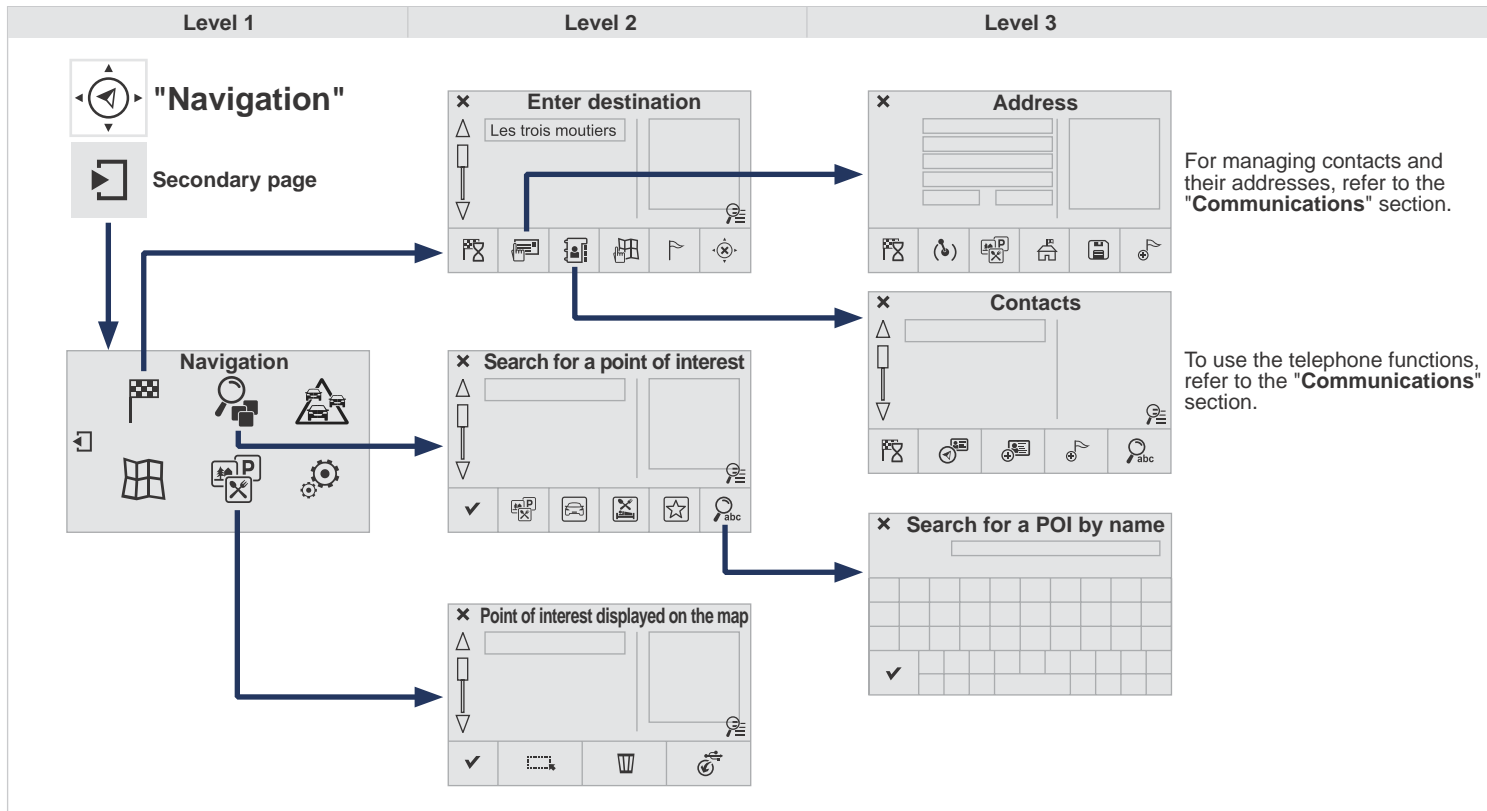 Level 1
Level 2
Level 3
"Navigation"
Secondary page
Navigation
P
Enter destination
Les trois moutiers
Search for a point of interest
P
abc
Point of interest displayed on the map
Address
P
For managing contacts and
their addresses, refer to the
"Communications" section.
Contacts
abc
To use the telephone functions,
refer to the "Communications"
section.
Search for a POI by name